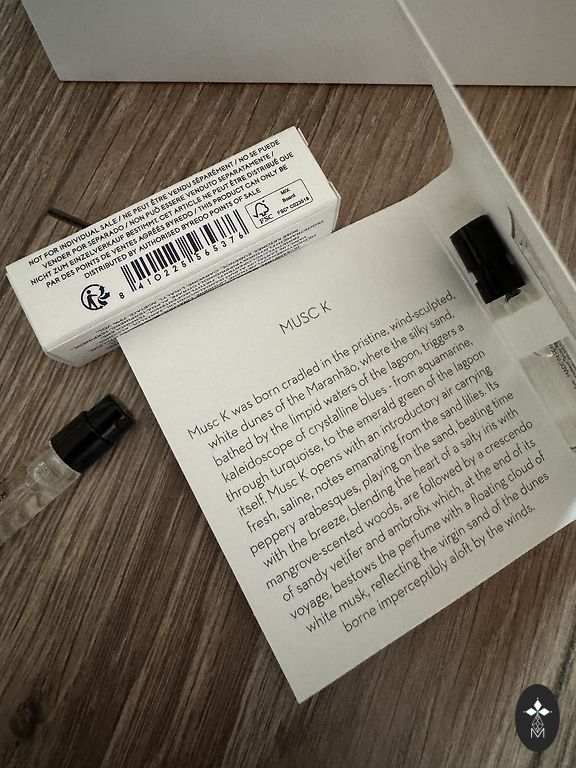 NOT FOR INDIVIDUAL SALE / NE PEUT ÊTRE VENDU SÉPARÉMENT / NO SE PUEDE
VENDER POR SEPARADO / NON PUÒ ESSERE VENDUTO SEPARATAMENTE /
NICHT ZUM EINZELVERKAUF BESTIMMT. CET ARTICLE NE PEUT ÊTRE DISTRIBUÉ QUE
PAR DES POINTS DE VENTES AGRÉÉS BYREDO / THIS PRODUCT CAN ONLY BE
DISTRIBUTED BY AUTHORISED BYREDO POINTS OF SALE
FSC
MIX
Board
FSC® C021618
8 410225 565376
MUSC K
Musc K was born cradled in the pristine, wind-sculpted,
white dunes of the Maranhão, where the silky sand,
bathed by the limpid waters of the lagoon, triggers a
kaleidoscope of crystalline blues - from aquamarine,
through turquoise, to the emerald green of the lagoon
itself. Musc K opens with an introductory air carrying
fresh, saline, notes emanating from the sand lilies. Its
peppery arabesques, playing on the sand, beating time
with the breeze, blending the heart of a salty iris with
mangrove-scented woods, are followed by a crescendo
of sandy vetifer and ambrofix which, at the end of its
voyage, bestows the perfume with a floating cloud of
white musk, reflecting the virgin sand of the dunes
borne imperceptibly aloft by the winds.
M